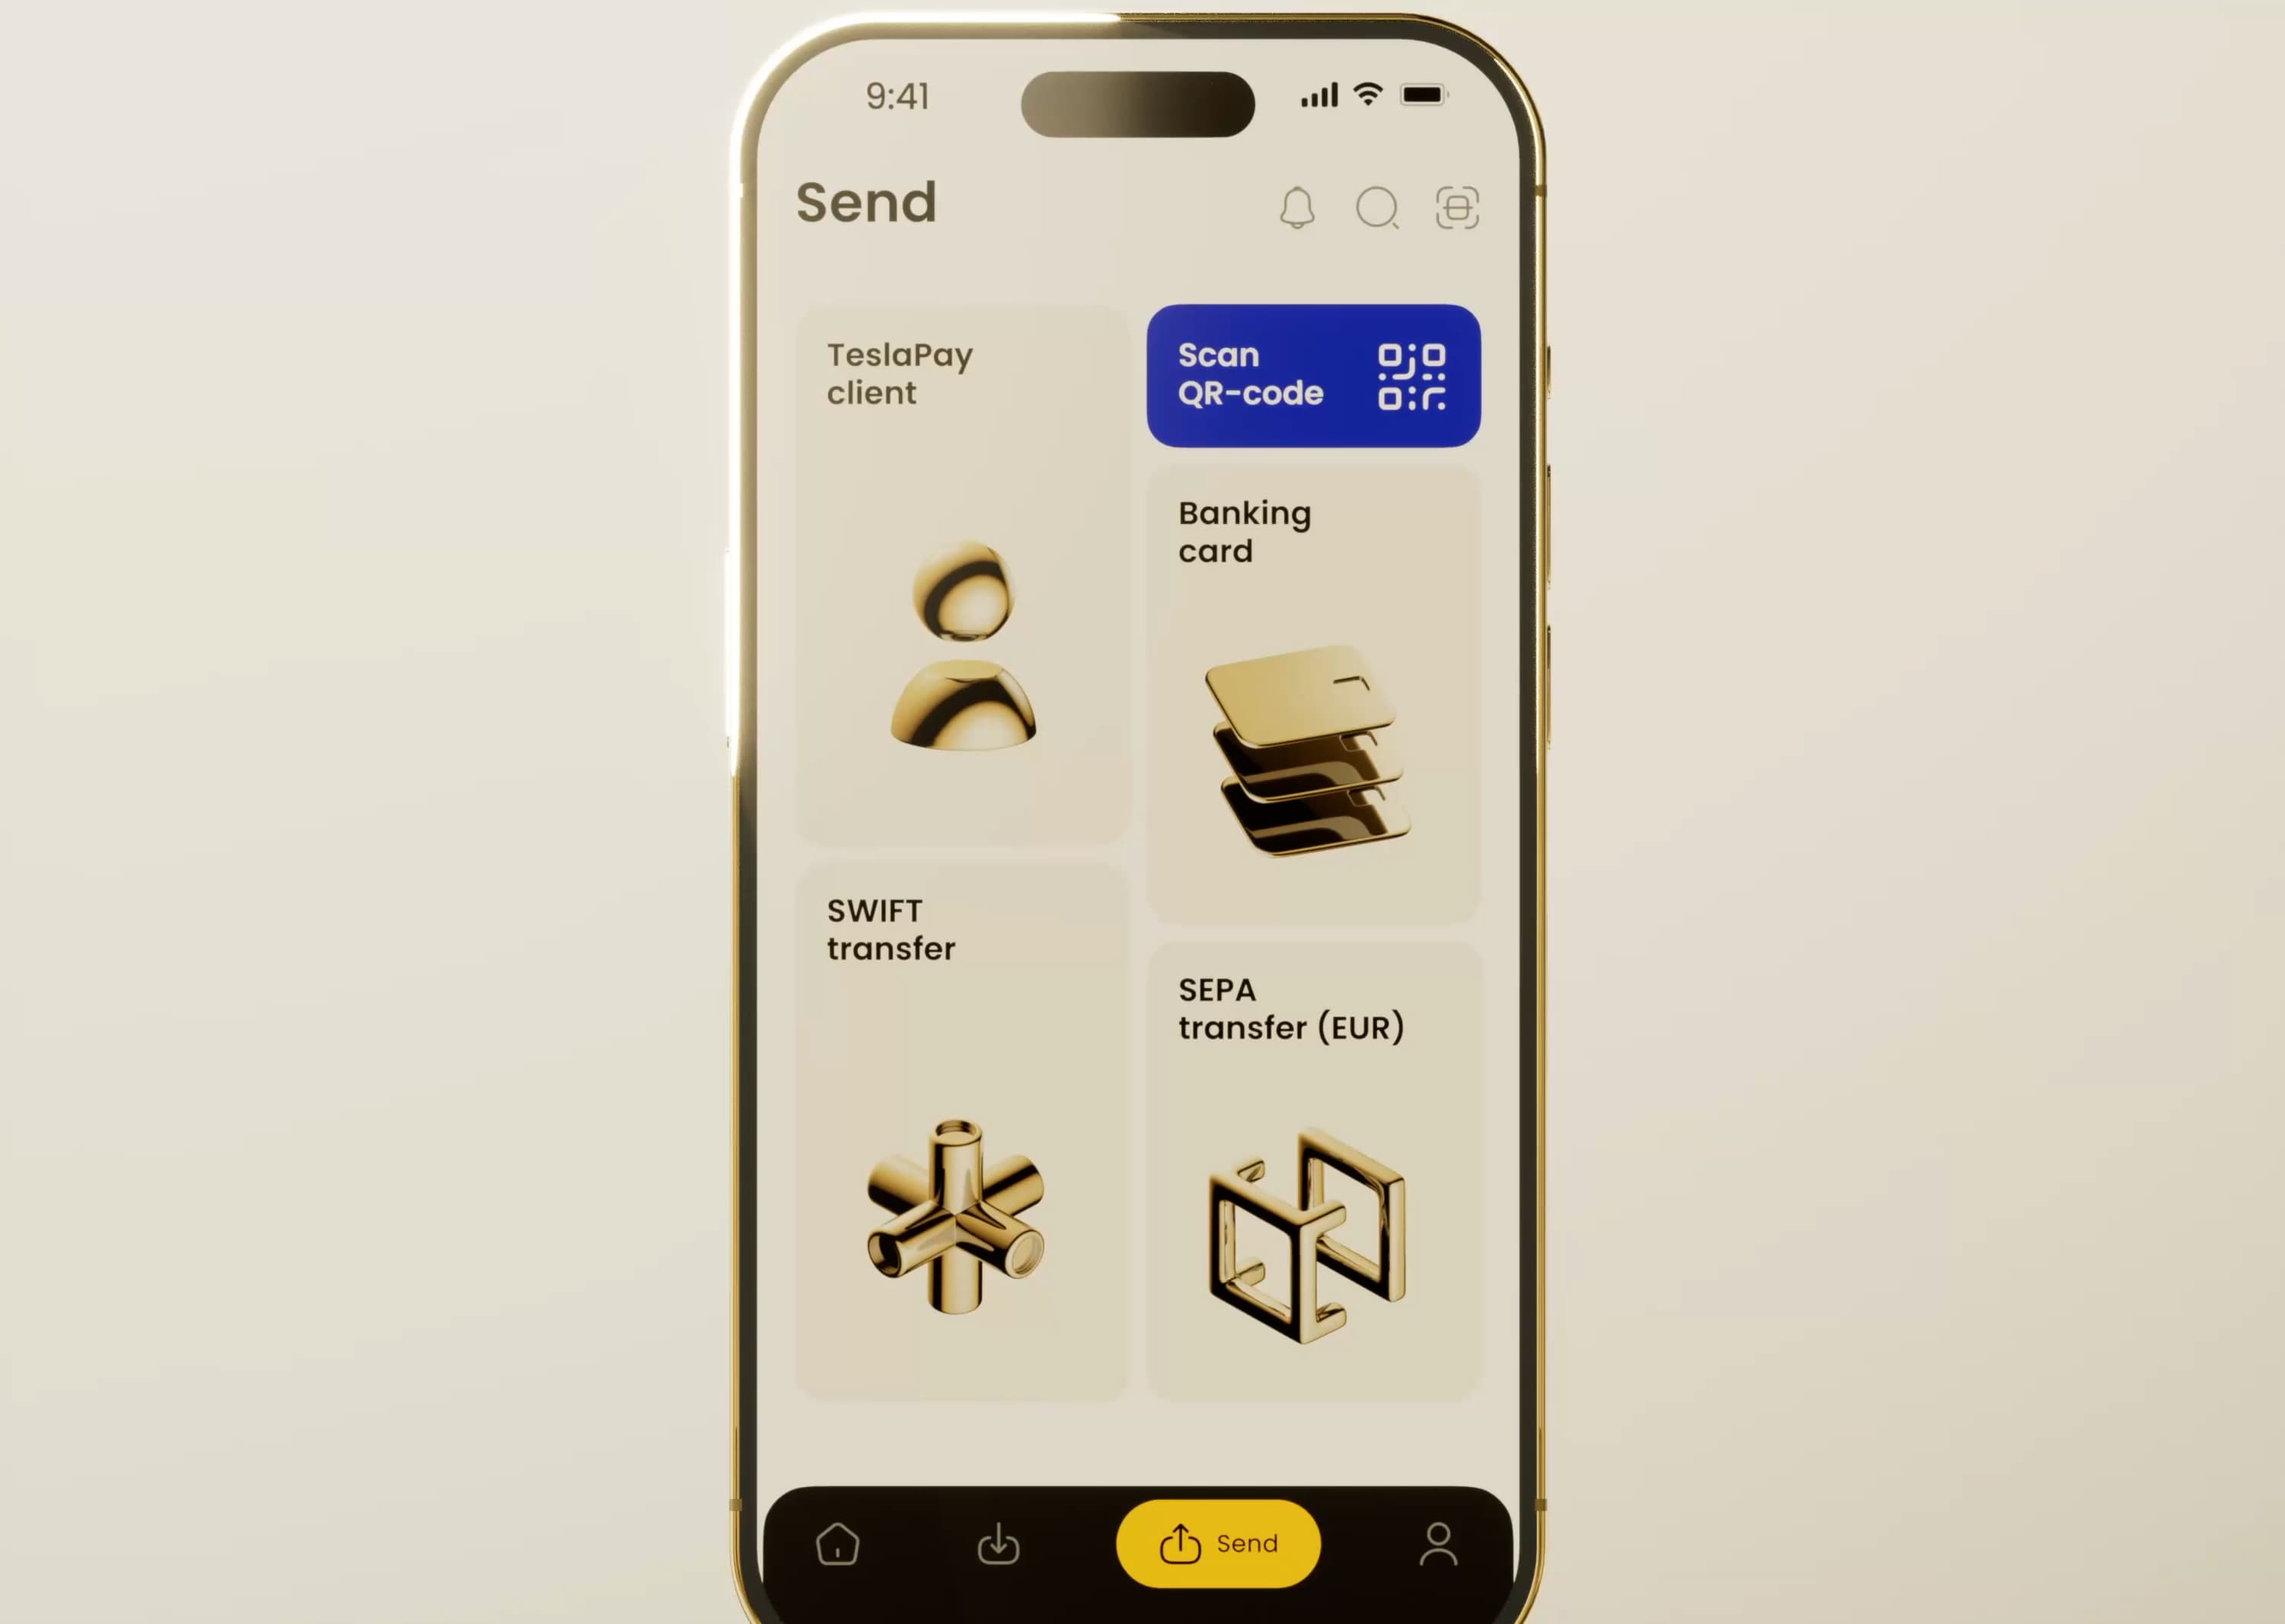 9:41
Send
TeslaPay
client
Scan
QR-code
Banking
card
SWIFT
transfer
SEPA
transfer (EUR)
Send